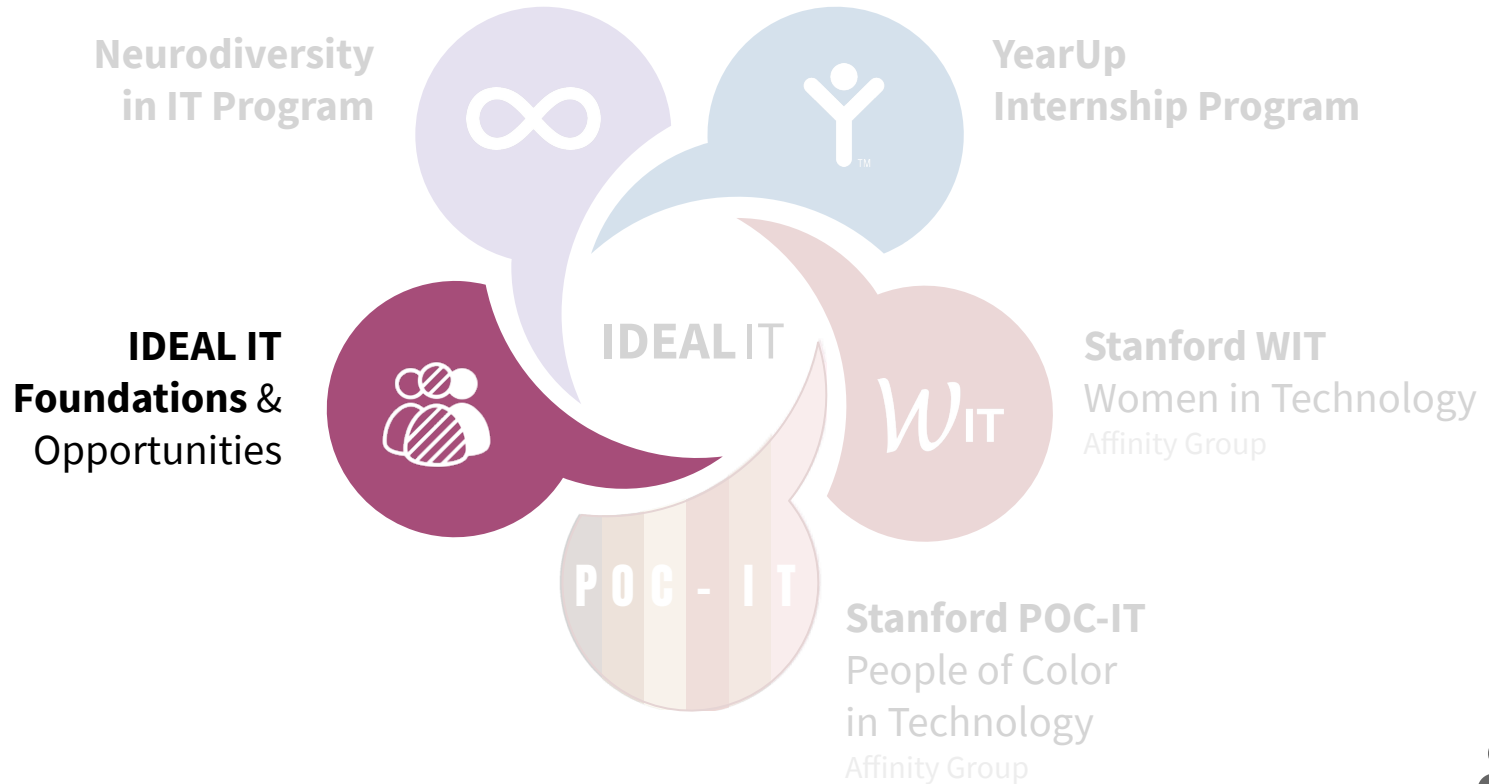 Neurodiversity
in IT Program
YearUp
Internship Program
TM
IDEAL IT
Foundations &
Opportunities
IDEAL IT
WIT
Stanford WIT
Women in Technology
Affinity Group
POC-IT
Stanford POC-IT
People of Color
in Technology
Affinity Group